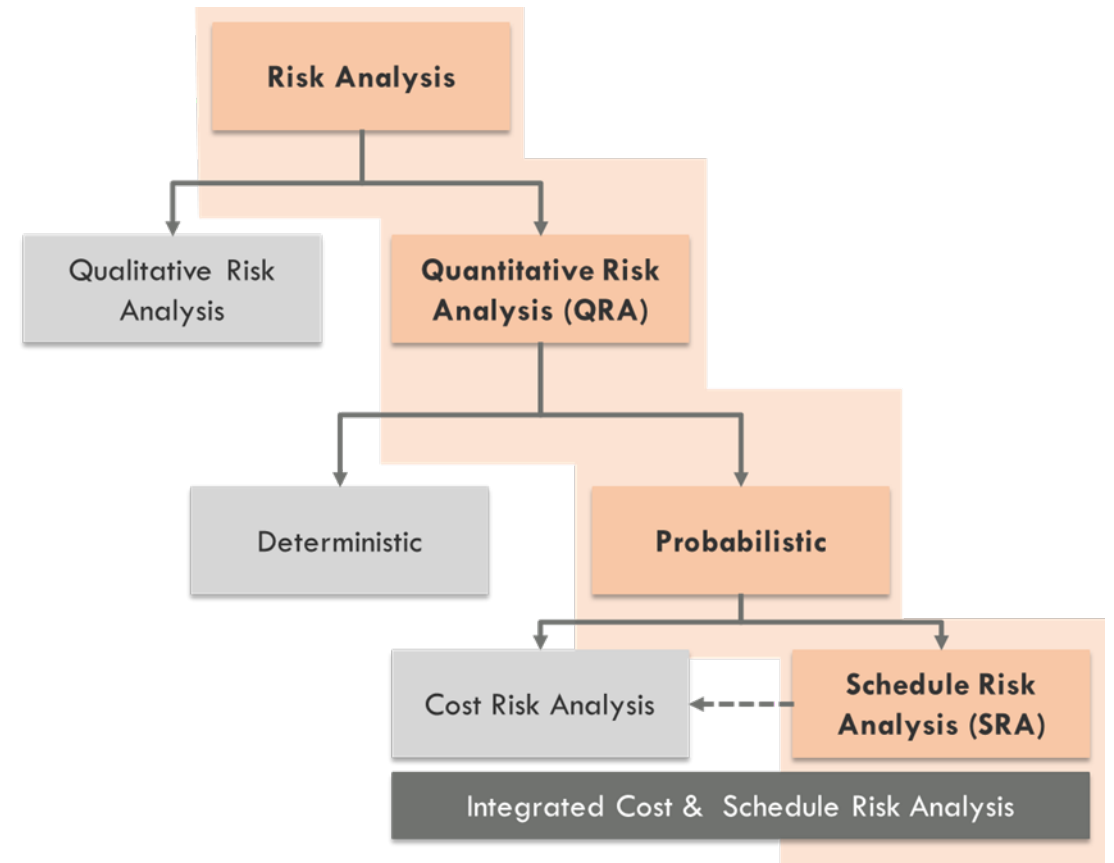 Risk Analysis
Qualitative Risk
Analysis
Quantitative Risk
Analysis (QRA)
Deterministic
Probabilistic
Cost Risk Analysis
Schedule Risk
Analysis (SRA)
Integrated Cost & Schedule Risk Analysis